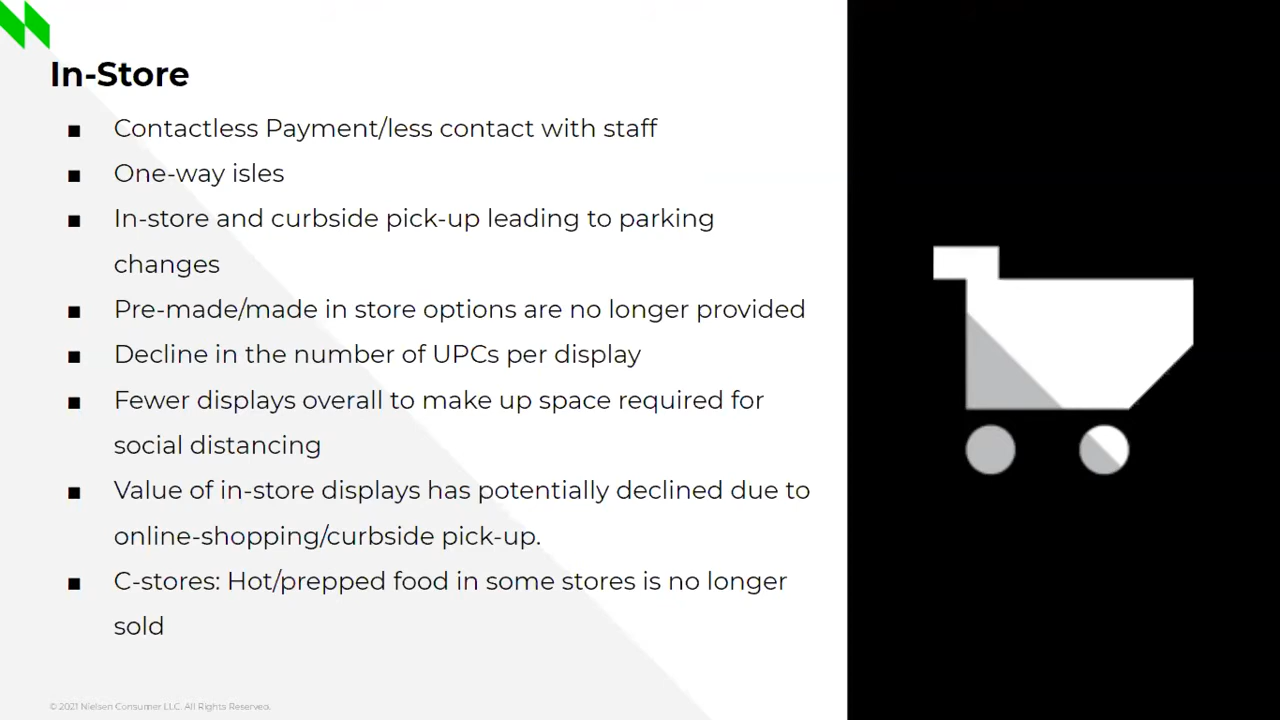 In-Store
■ Contactless Payment/less contact with staff
■ One-way isles
■ In-store and curbside pick-up leading to parking
changes
■ Pre-made/made in store options are no longer provided
■ Decline in the number of UPCs per display
■ Fewer displays overall to make up space required for
social distancing
■ Value of in-store displays has potentially declined due to
online-shopping/curbside pick-up.
■ C-stores: Hot/prepped food in some stores is no longer
sold
© 2021 Nielsen Consumer LLC. All Rights Reserved.